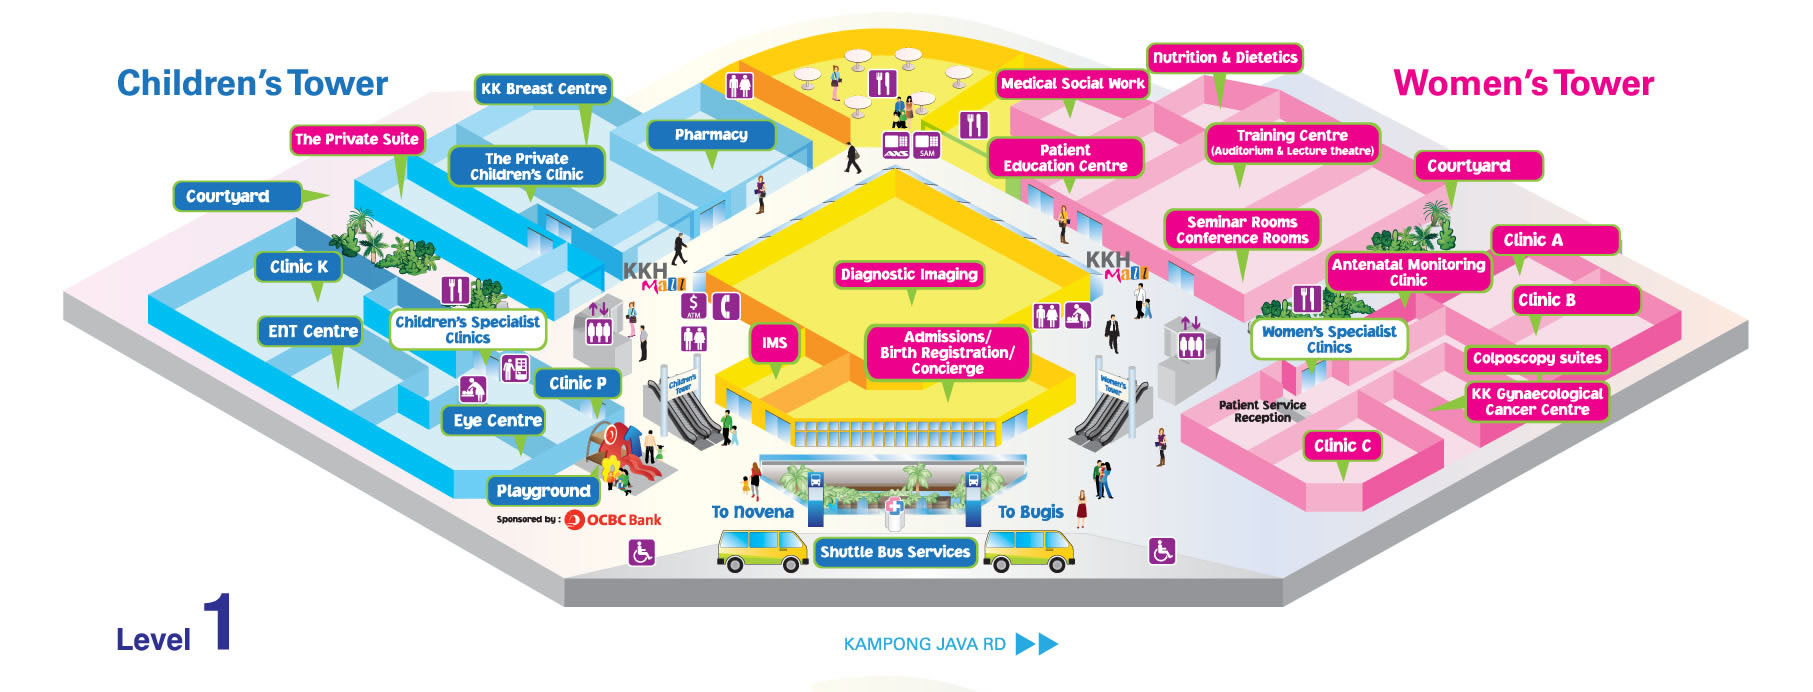 Children's Tower
Women's Tower
Nutrition & Dietetics
Medical Social Work
KK Breast Centre
Pharmacy
The Private Suite
Training Centre
(Auditorium & Lecture theatre)
Patient
Education Centre
AXS
SAM
The Private
Children's Clinic
Courtyard
Courtyard
Seminar Rooms
Conference Rooms
Clinic A
Clinic K
KKH
Mall
KKH
Mall
Diagnostic Imaging
Antenatal Monitoring
Clinic
Clinic B
$
ATM
ENT Centre
Children's Specialist
Clinics
IMS
Admissions/
Birth Registration/
Concierge
Women's Specialist
Clinics
Colposcopy suites
Clinic P
Children's
Tower
Women's
Tower
KK Gynaecological
Cancer Centre
Patient Service
Reception
Eye Centre
Clinic C
Playground
Sponsored by : OCBC Bank
To Novena
To Bugis
Shuttle Bus Services
Level 1
KAMPONG JAVA RD